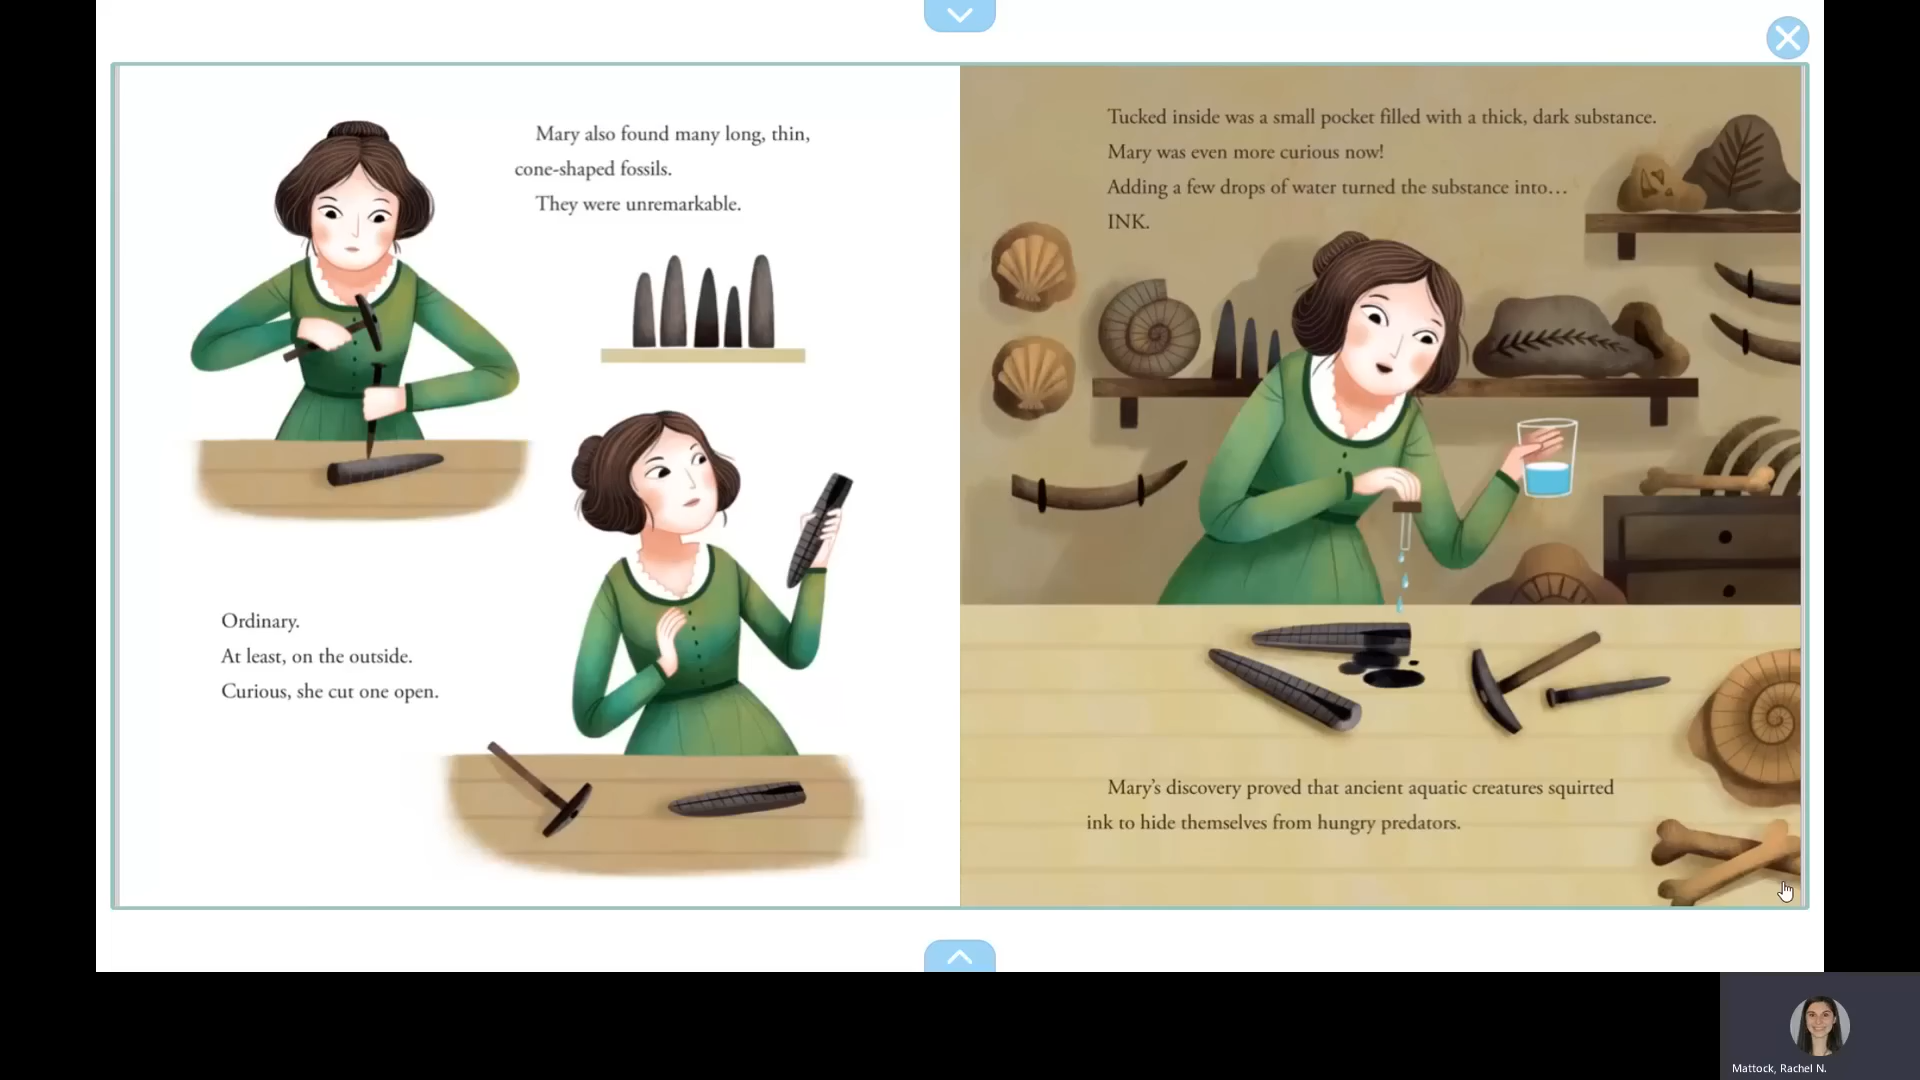 Mary also found many long, thin,
cone-shaped fossils.
They were unremarkable.
Ordinary.
At least, on the outside.
Curious, she cut one open.
Tucked inside was a small pocket filled with a thick, dark substance.
Mary was even more curious now!
Adding a few drops of water turned the substance into…
INK.
Mary’s discovery proved that ancient aquatic creatures squirted
ink to hide themselves from hungry predators.
Mattock, Rachel N.